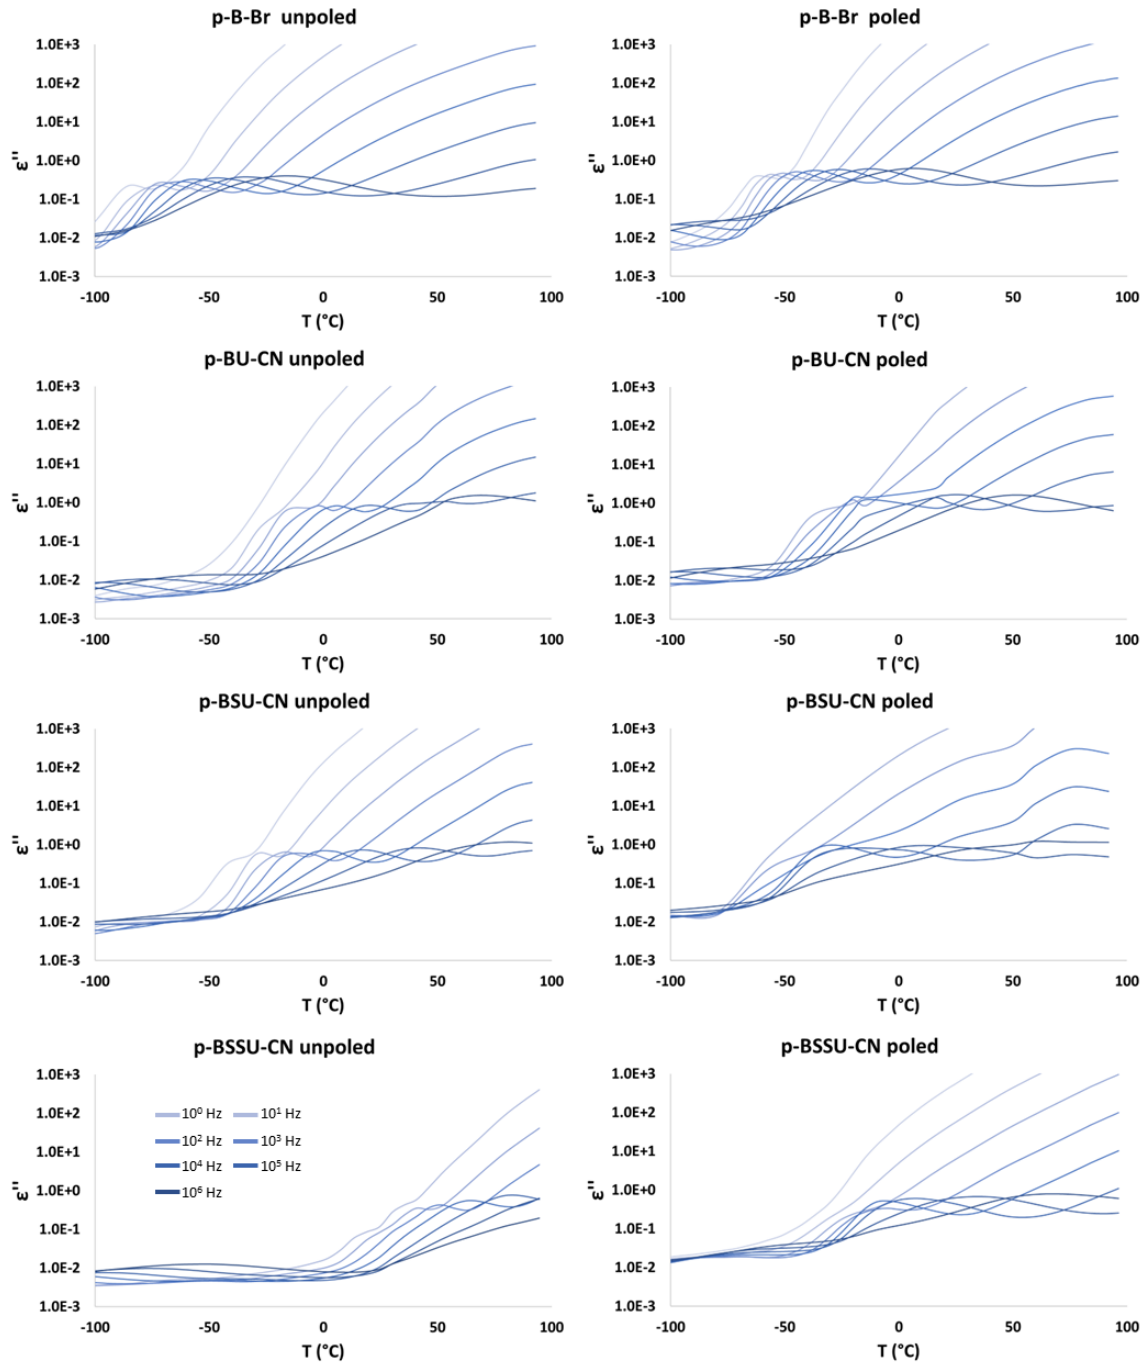 p-B-Br unpoled
1.0E+3
1.0E+2
1.0E+1
1.0E+0
1.0E-1
1.0E-2
1.0E-3
ε''
-100 -50 0 50 100
T (°C)
p-B-Br poled
1.0E+3
1.0E+2
1.0E+1
1.0E+0
1.0E-1
1.0E-2
1.0E-3
ε''
-100 -50 0 50 100
T (°C)
p-BU-CN unpoled
1.0E+3
1.0E+2
1.0E+1
1.0E+0
1.0E-1
1.0E-2
1.0E-3
ε''
-100 -50 0 50 100
T (°C)
p-BU-CN poled
1.0E+3
1.0E+2
1.0E+1
1.0E+0
1.0E-1
1.0E-2
1.0E-3
ε''
-100 -50 0 50 100
T (°C)
p-BSU-CN unpoled
1.0E+3
1.0E+2
1.0E+1
1.0E+0
1.0E-1
1.0E-2
1.0E-3
ε''
-100 -50 0 50 100
T (°C)
p-BSU-CN poled
1.0E+3
1.0E+2
1.0E+1
1.0E+0
1.0E-1
1.0E-2
1.0E-3
ε''
-100 -50 0 50 100
T (°C)
p-BSSU-CN unpoled
1.0E+3
1.0E+2
1.0E+1
1.0E+0
1.0E-1
1.0E-2
1.0E-3
ε''
10⁰ Hz 10¹ Hz
10² Hz 10³ Hz
10⁴ Hz 10⁵ Hz
10⁶ Hz
-100 -50 0 50 100
T (°C)
p-BSSU-CN poled
1.0E+3
1.0E+2
1.0E+1
1.0E+0
1.0E-1
1.0E-2
1.0E-3
ε''
-100 -50 0 50 100
T (°C)